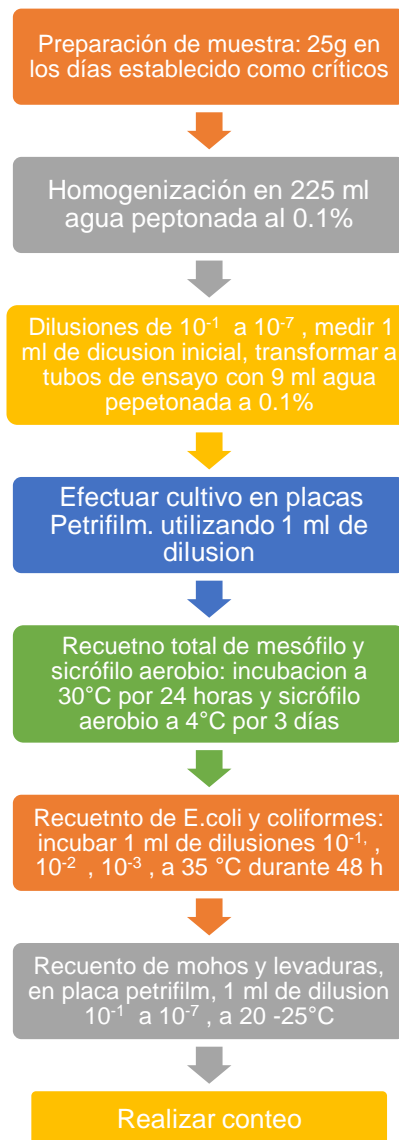 Preparación de muestra: 25g en
los días establecido como críticos
Homogenización en 225 ml
agua peptonada al 0.1%
Dilusiones de 10⁻¹ a 10⁻⁷ , medir 1
ml de dicusion inicial, transformar a
tubos de ensayo con 9 ml agua
pepetonada a 0.1%
Efectuar cultivo en placas
Petrifilm. utilizando 1 ml de
dilusion
Recuetno total de mesófilo y
sicrófilo aerobio: incubacion a
30°C por 24 horas y sicrófilo
aerobio a 4°C por 3 días
Recuetnto de E.coli y coliformes:
incubar 1 ml de dilusiones 10⁻¹, ,
10⁻² , 10⁻³ , a 35 °C durante 48 h
Recuento de mohos y levaduras,
en placa petrifilm, 1 ml de dilusion
10⁻¹ a 10⁻⁷ , a 20 -25°C
Realizar conteo